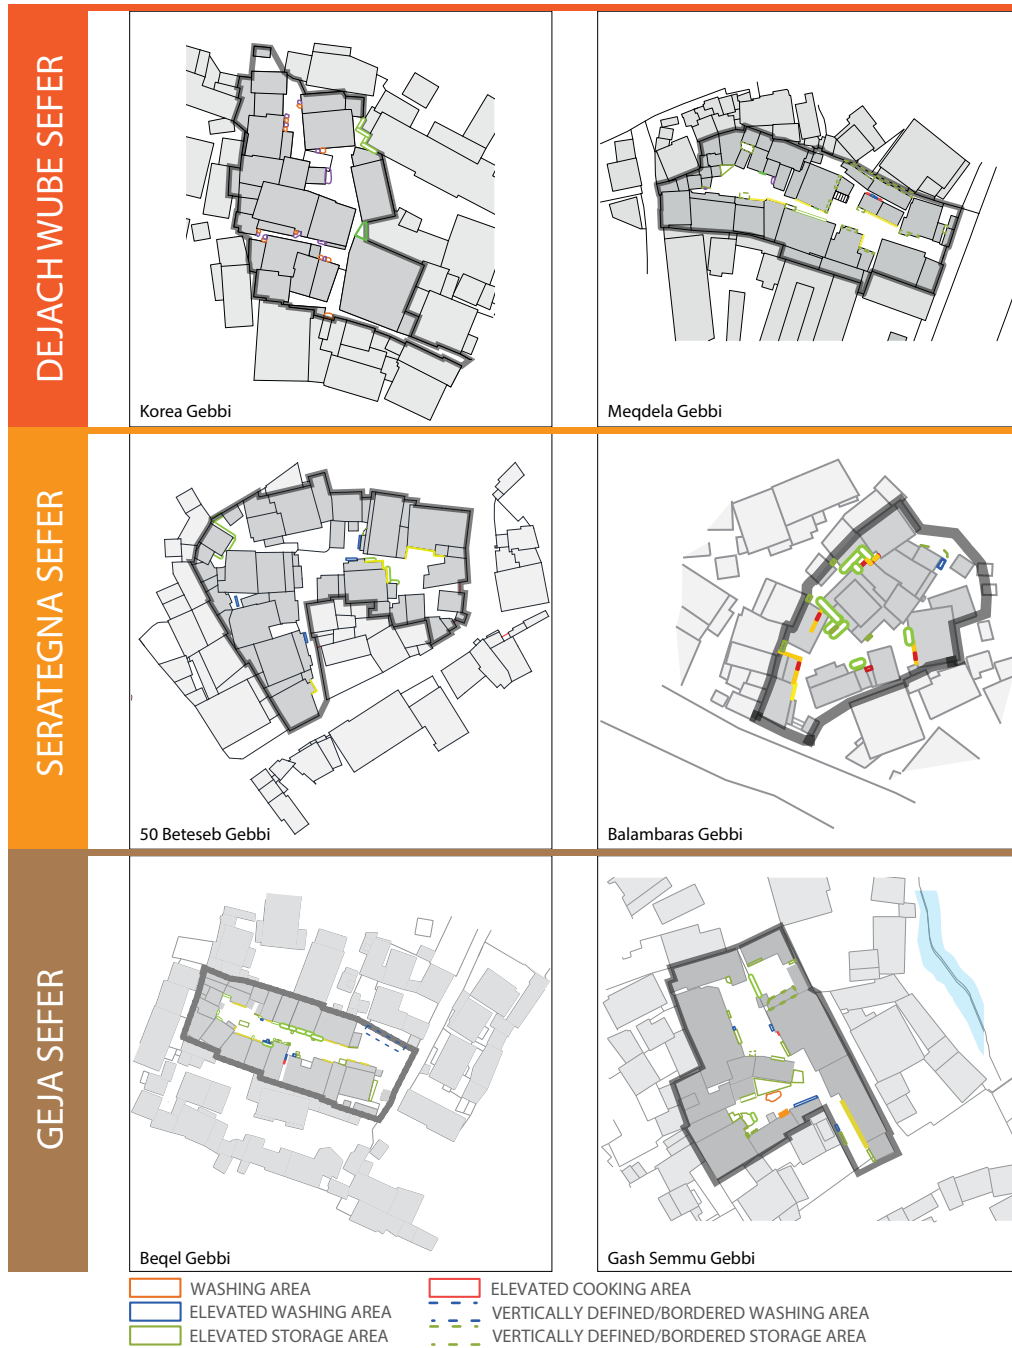 DEJACH WUBE SEFER
Korea Gebbi
Meqdela Gebbi
SERATEGNA SEFER
50 Beteseb Gebbi
Balambaras Gebbi
GEJA SEFER
Beqel Gebbi
Gash Semmu Gebbi
WASHING AREA
ELEVATED COOKING AREA
ELEVATED WASHING AREA
VERTICALLY DEFINED/BORDERED WASHING AREA
ELEVATED STORAGE AREA
VERTICALLY DEFINED/BORDERED STORAGE AREA